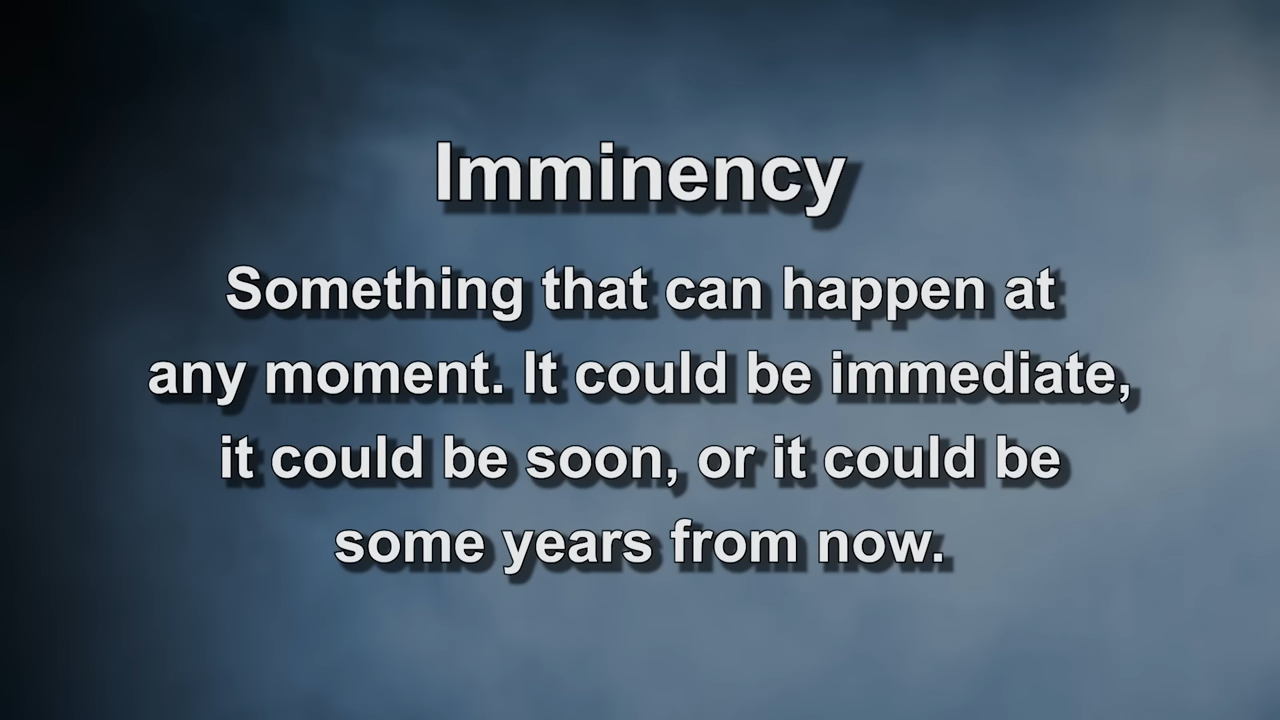 Imminency
Something that can happen at
any moment. It could be immediate,
it could be soon, or it could be
some years from now.